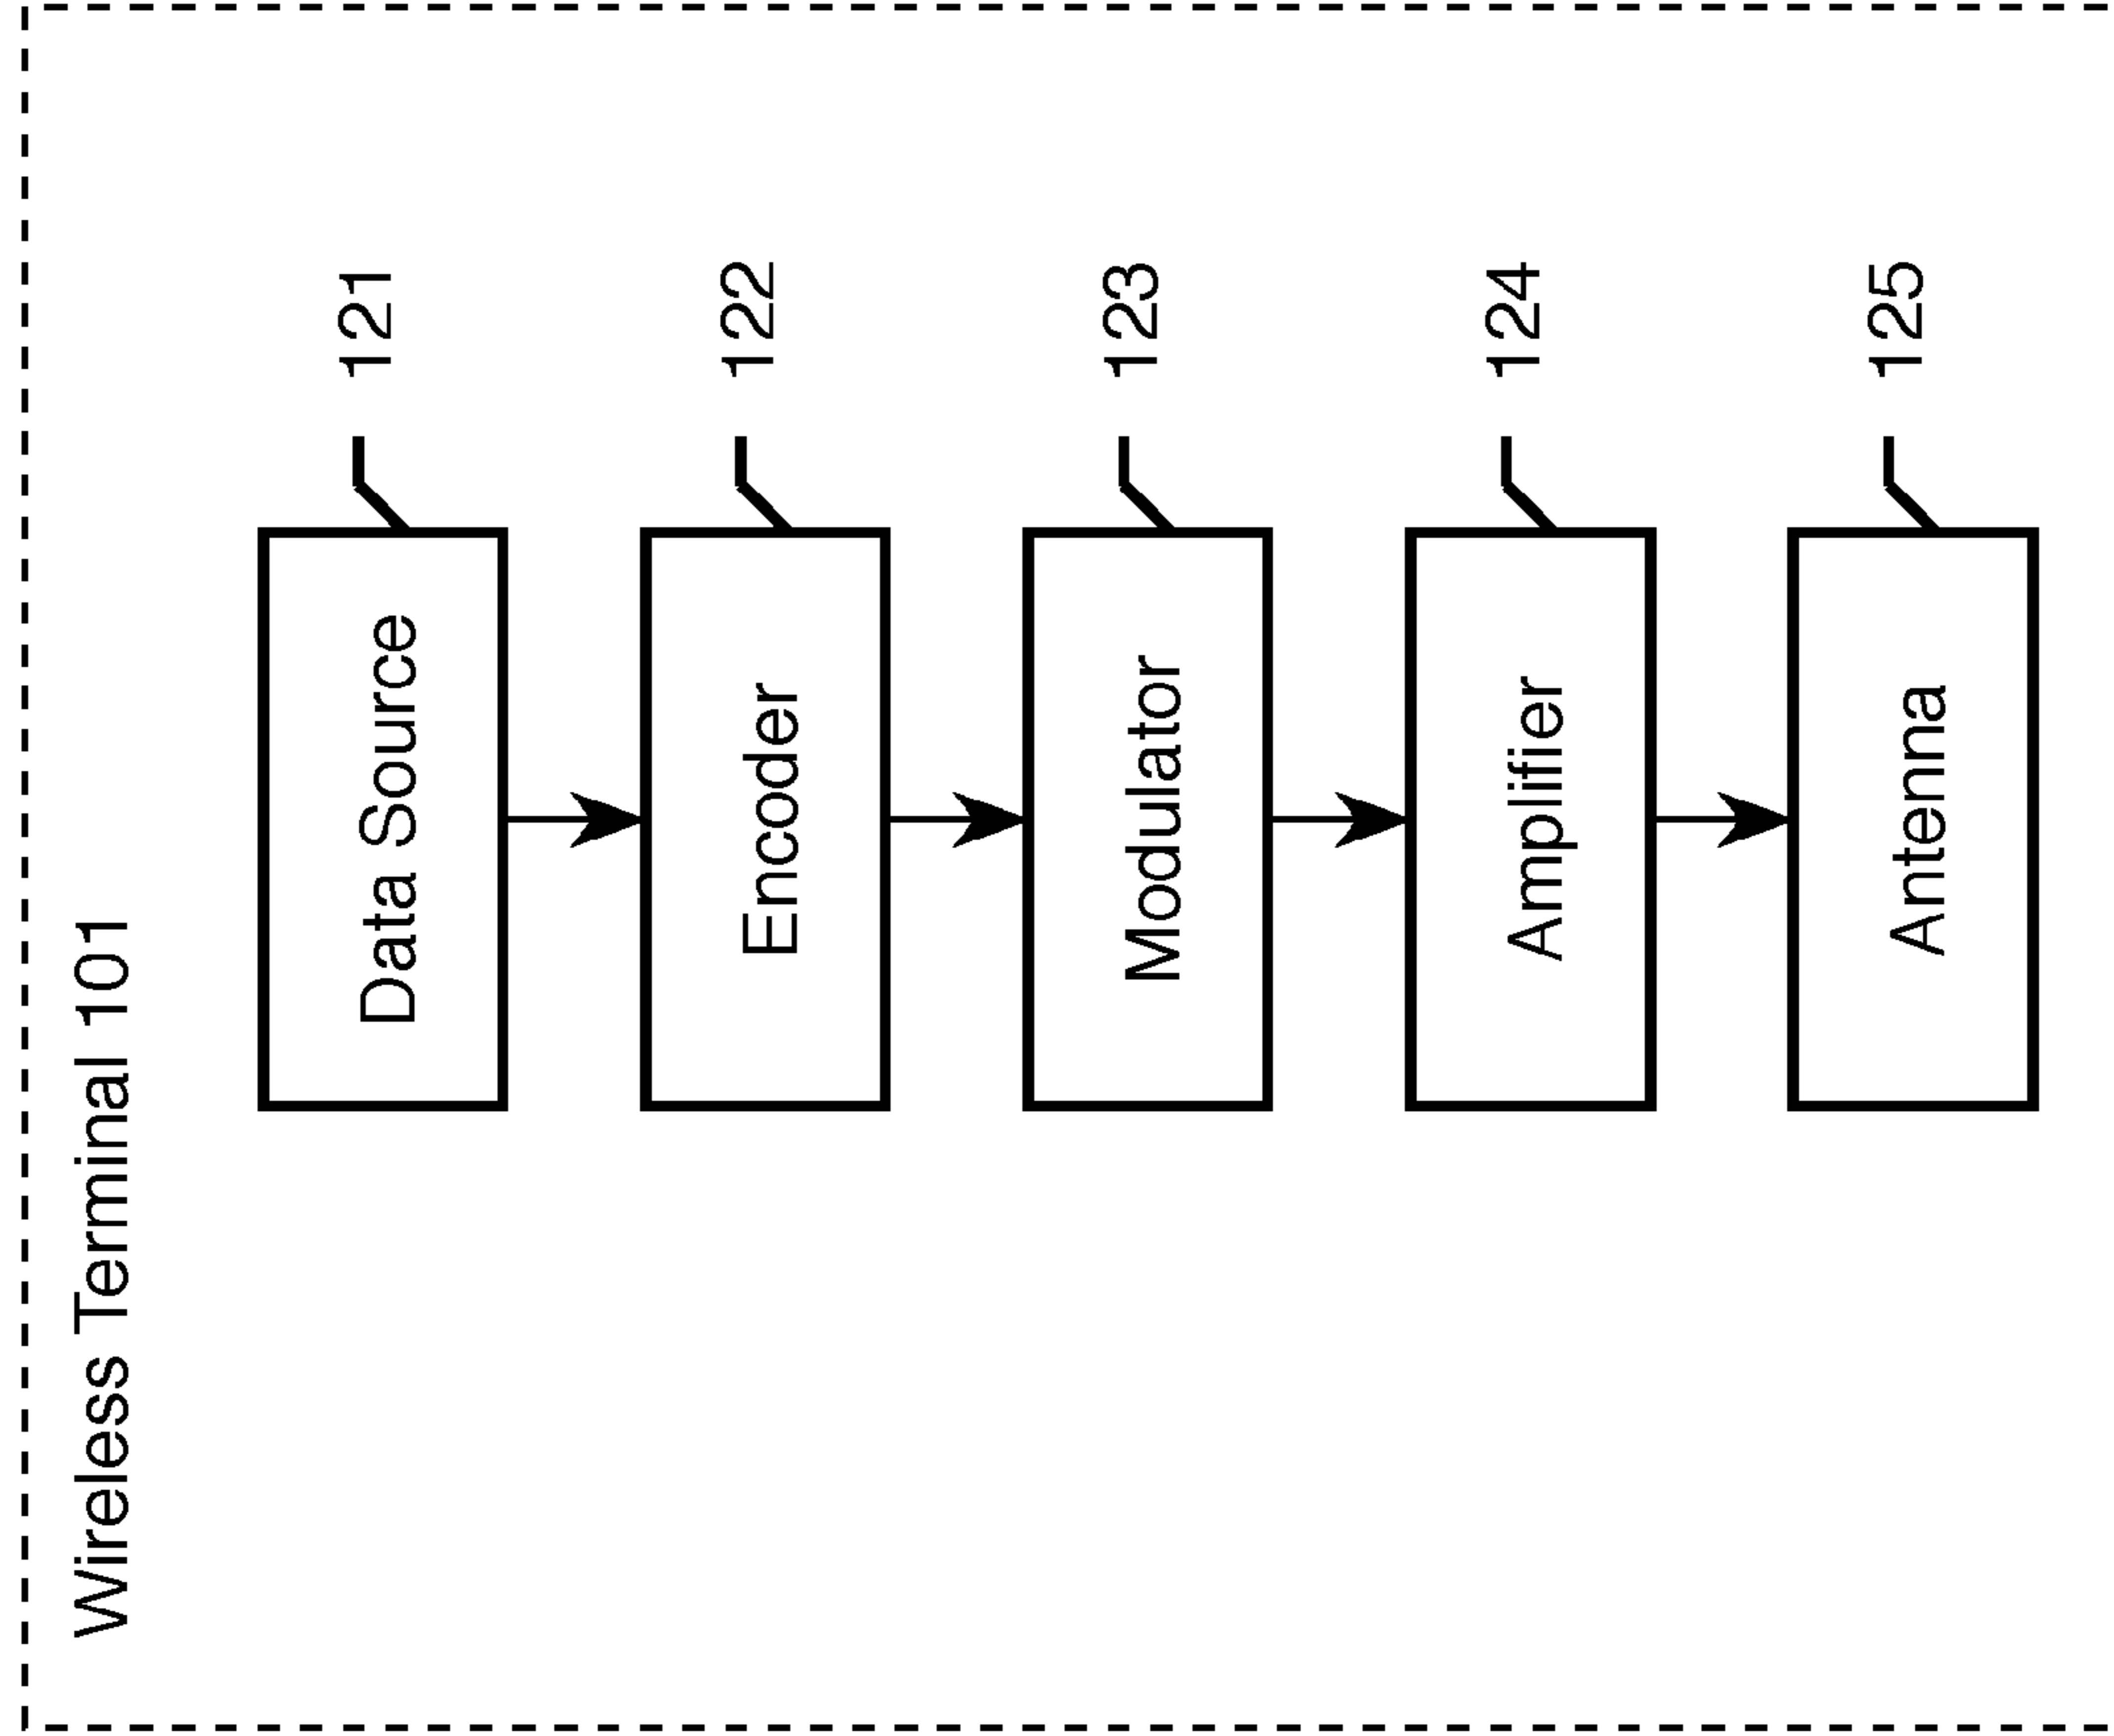 Wireless Terminal 101
Data Source
121
Encoder
122
Modulator
123
Amplifier
124
Antenna
125